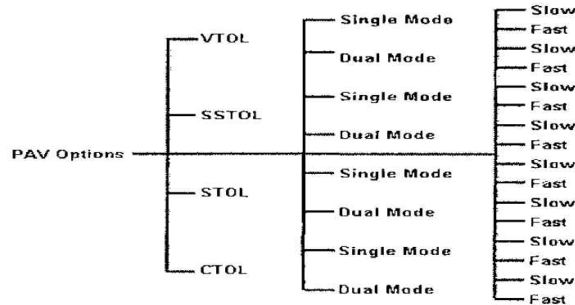 PAV Options
VTOL
SSTOL
STOL
CTOL
Single Mode
Dual Mode
Single Mode
Dual Mode
Single Mode
Dual Mode
Single Mode
Dual Mode
Slow
Fast
Slow
Fast
Slow
Fast
Slow
Fast
Slow
Fast
Slow
Fast
Slow
Fast
Slow
Fast